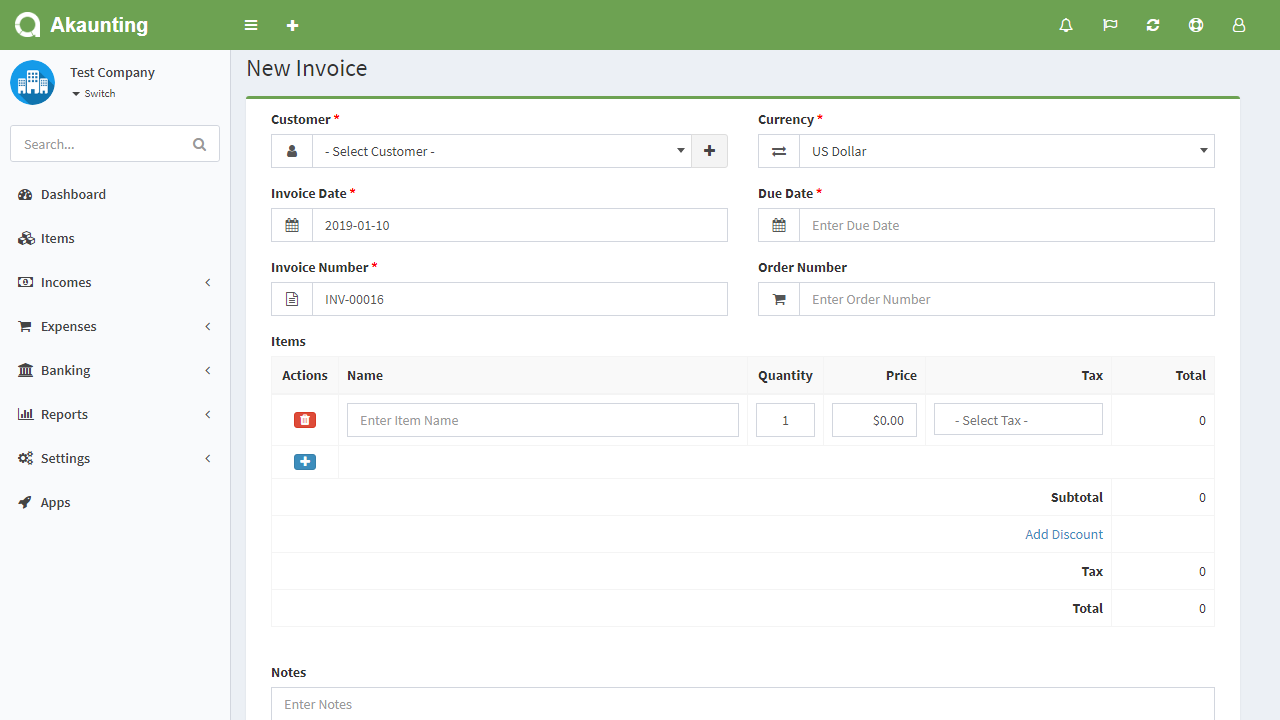 Akaunting
Test Company
Switch
Search...
Dashboard
Items
Incomes
Expenses
Banking
Reports
Settings
Apps
New Invoice
Customer * Currency *
- Select Customer - US Dollar
Invoice Date * Due Date *
2019-01-10 Enter Due Date
Invoice Number * Order Number
INV-00016 Enter Order Number
Items
Actions Name Quantity Price Tax Total
Enter Item Name 1 $0.00 - Select Tax - 0
Subtotal 0
Add Discount
Tax 0
Total 0
Notes
Enter Notes